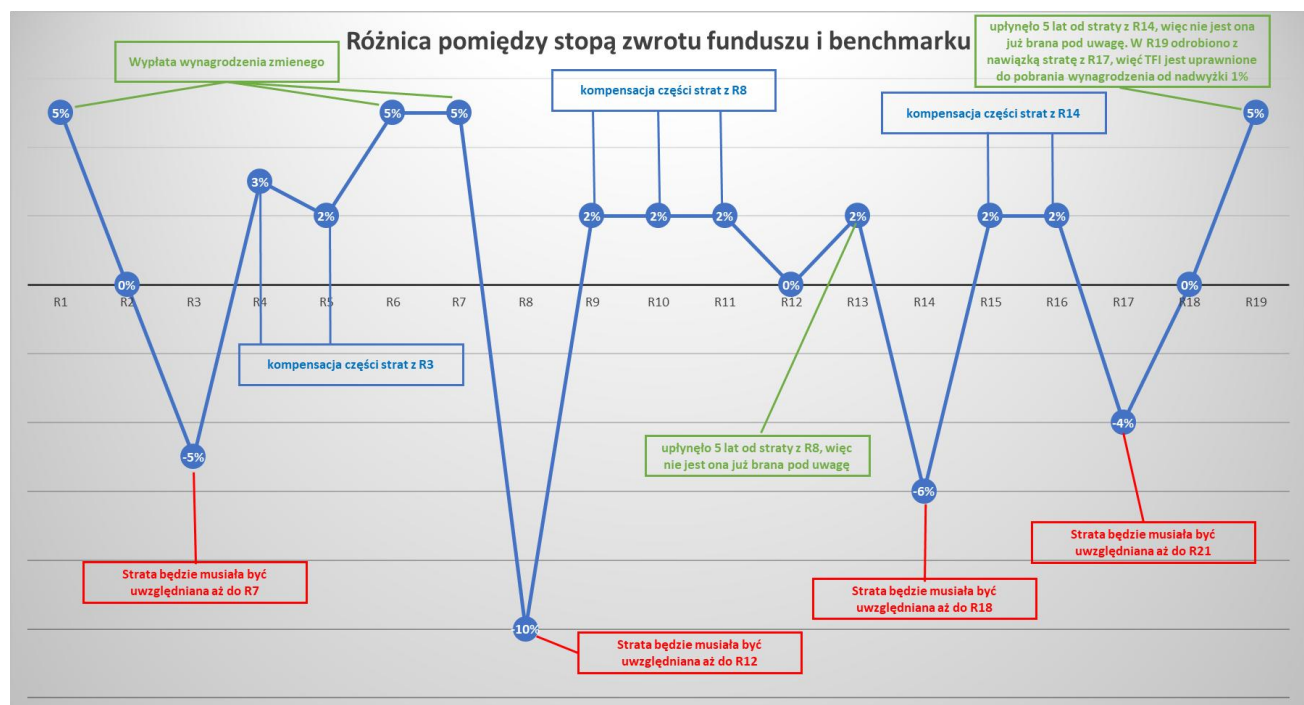 Różnica pomiędzy stopą zwrotu funduszu i benchmarku
upłynęło 5 lat od straty z R14, więc nie jest ona
już brana pod uwagę. W R19 odrobiono z
nawiązką stratę z R17, więć TFI jest uprawnione
do pobrania wynagrodzenia od nadwyżki 1%
Wypłata wynagrodzenia zmienego
kompensacja części strat z R8
kompensacja części strat z R14
5%
0%
-5%
3%
2%
5%
5%
-10%
2%
2%
2%
0%
2%
-6%
2%
2%
-4%
0%
5%
R1
R2
R3
R4
R5
R6
R7
R8
R9
R10
R11
R12
R13
R14
R15
R16
R17
R18
R19
kompensacja części strat z R3
upłynęło 5 lat od straty z R8, więc
nie jest ona już brana pod uwagę
Strata będzie musiała być
uwzględniana aż do R7
Strata będzie musiała być
uwzględniana aż do R12
Strata będzie musiała być
uwzględniana aż do R18
Strata będzie musiała być
uwzględniana aż do R21